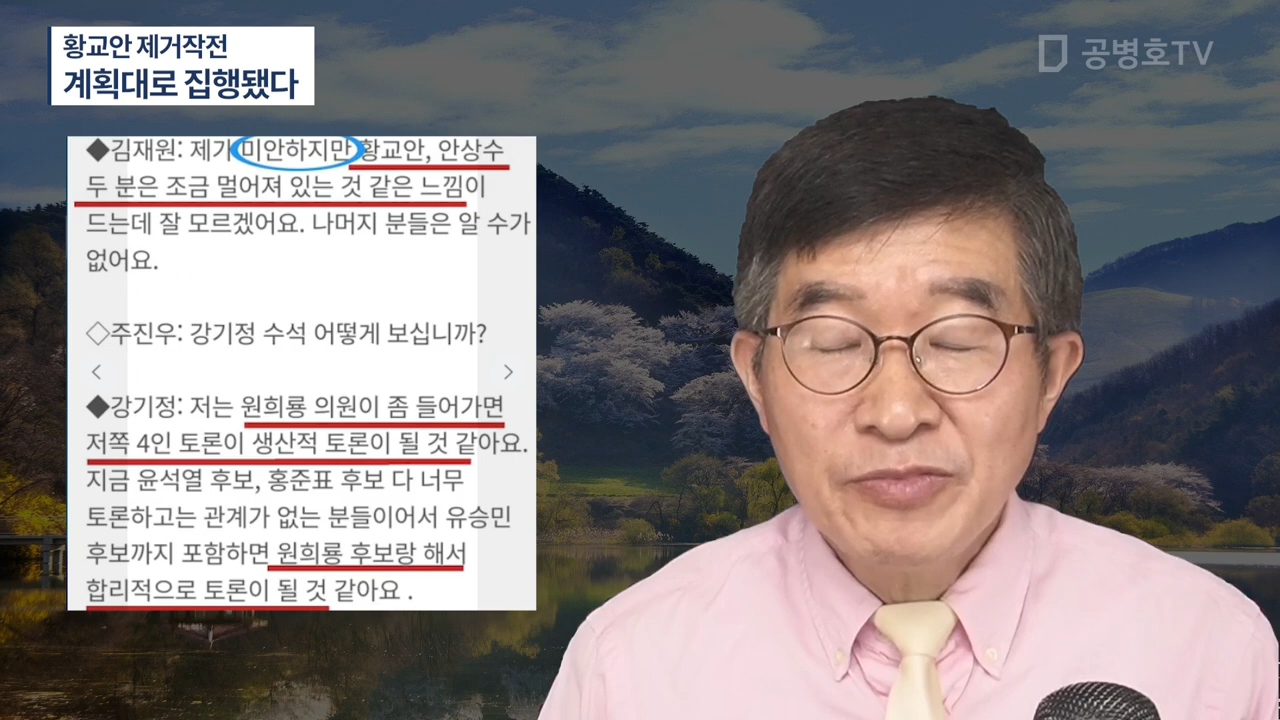 황교안 제거작전
계획대로 집행됐다
공병호TV
◆김재원: 제가 미안하지만 황교안, 안상수
두 분은 조금 멀어져 있는 것 같은 느낌이
드는데 잘 모르겠어요. 나머지 분들은 알 수가
없어요.
◇주진우: 강기정 수석 어떻게 보십니까?
◆강기정: 저는 원희룡 의원이 좀 들어가면
저쪽 4인 토론이 생산적 토론이 될 것 같아요.
지금 윤석열 후보, 홍준표 후보 다 너무
토론하고는 관계가 없는 분들이어서 유승민
후보까지 포함하면 원희룡 후보랑 해서
합리적으로 토론이 될 것 같아요 .